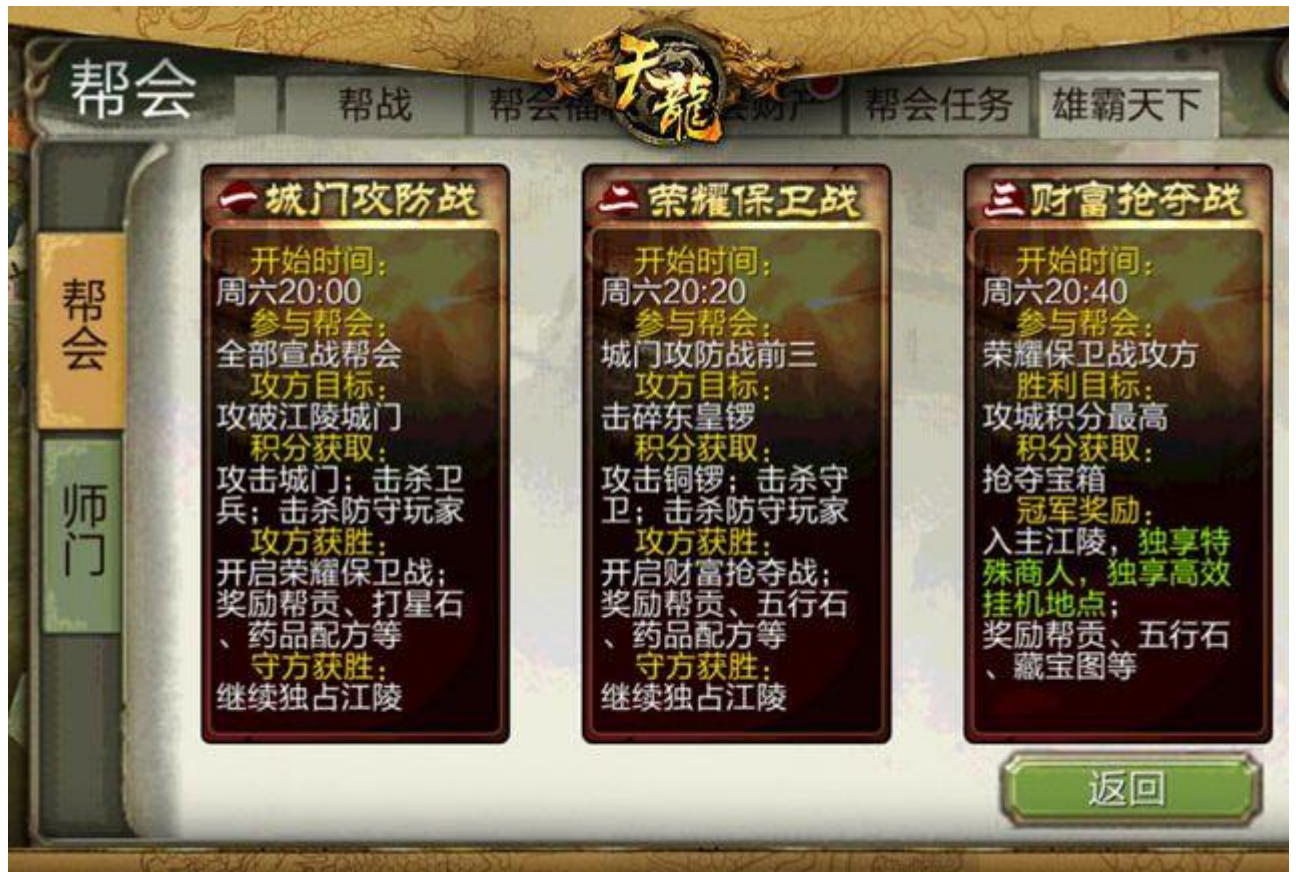 帮会
帮战
帮会福
财产
帮会任务
雄霸天下
天龍
帮会
师门
一 城门攻防战
开始时间:
周六20:00
参与帮会:
全部宣战帮会
攻方目标:
攻破江陵城门
积分获取:
攻击城门;击杀卫
兵;击杀防守玩家
攻方获胜:
开启荣耀保卫战;
奖励帮贡、打星石
、药品配方等
守方获胜:
继续独占江陵
二 荣耀保卫战
开始时间:
周六20:20
参与帮会:
城门攻防战前三
攻方目标:
击碎东皇锣
积分获取:
攻击铜锣;击杀守
卫;击杀防守玩家
攻方获胜:
开启财富抢夺战;
奖励帮贡、五行石
、药品配方等
守方获胜:
继续独占江陵
三 财富抢夺战
开始时间:
周六20:40
参与帮会:
荣耀保卫战攻方
胜利目标:
攻城积分最高
积分获取:
抢夺宝箱
冠军奖励:
入主江陵,独享特
殊商人,独享高效
挂机地点;
奖励帮贡、五行石
、藏宝图等
返回